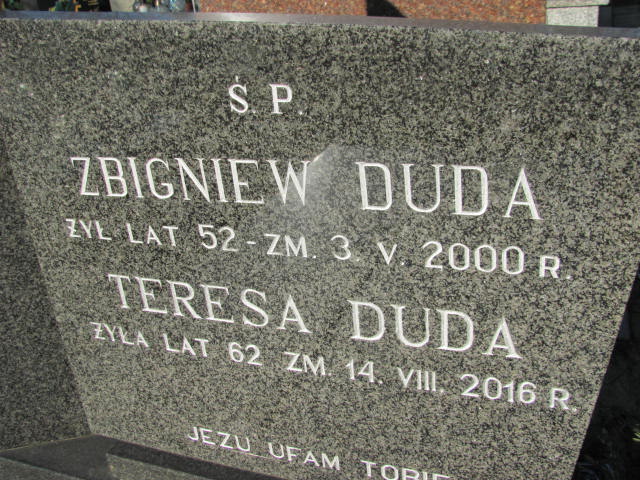 Ś. P.
ZBIGNIEW DUDA
ŻYŁ LAT 52 - ZM. 3. V. 2000 R.
TERESA DUDA
ŻYŁA LAT 62 ZM. 14. VIII. 2016 R.
JEZU UFAM TOBIE